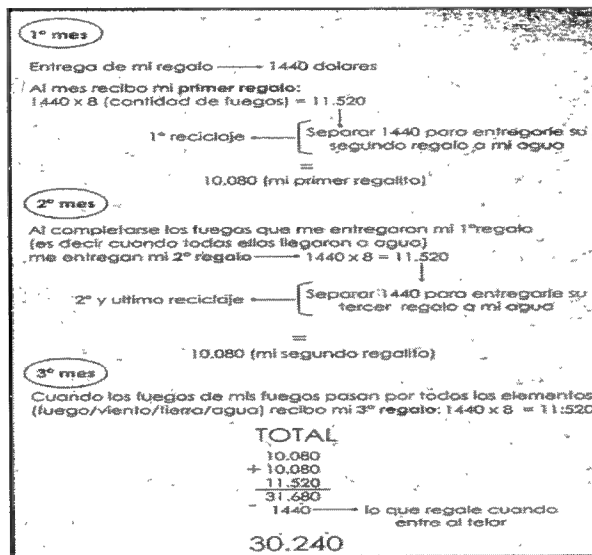 1º mes
Entrega de mi regalo → 1440 dolares
Al mes recibo mi primer regalo:
1440 x 8 (cantidad de fuegos) = 11.520
1º reciclaje ← Separar 1440 para entregarle su
segundo regalo a mi agua
=
10.080 (mi primer regalito)
2º mes
Al completarse los fuegos que me entregaron mi 1ºregalo
(es decir cuando todos ellos llegaron a agua)
me entregan mi 2º regalo → 1440 x 8 = 11.520
2º y ultimo reciclaje ← Separar 1440 para entregarle su
tercer regalo a mi agua
=
10.080 (mi segundo regalito)
3º mes
Cuando los fuegos de mis fuegos pasan por todos los elementos
(fuego/viento/tierra/agua) recibo mi 3º regalo: 1440 x 8 = 11.520
TOTAL
10.080
+ 10.080
11.520
31.680
- 1440 → lo que regale cuando
entre al telar
30.240